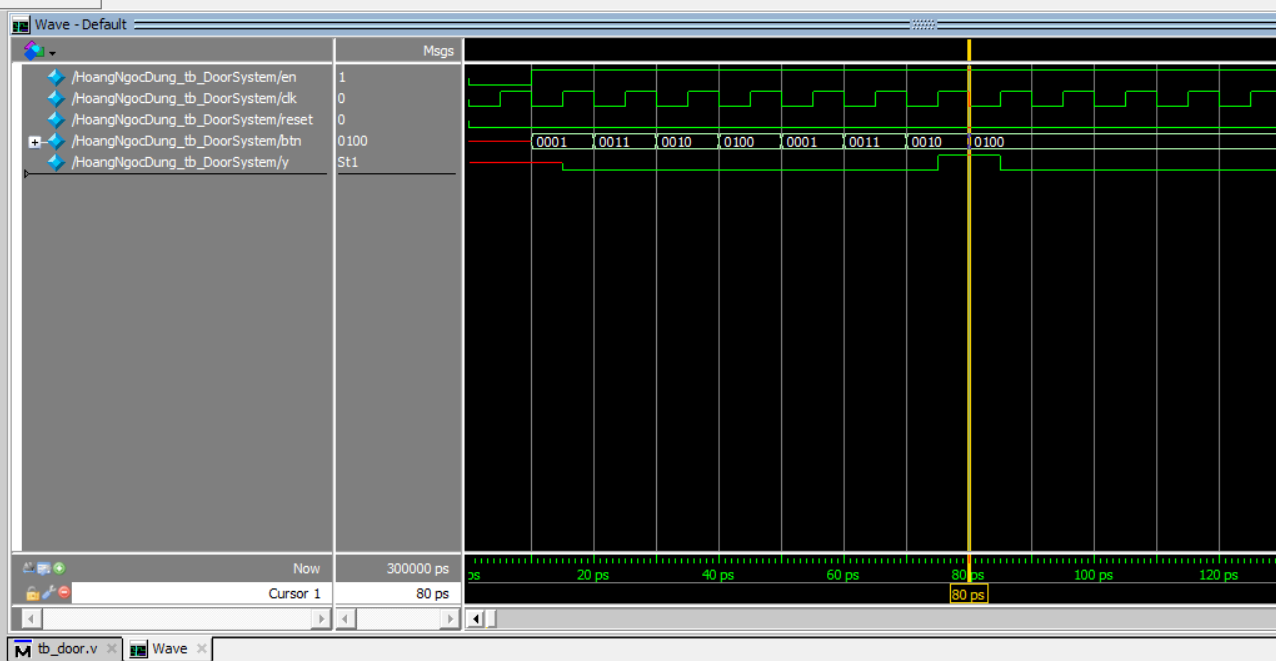 Wave - Default
Msgs
/HoangNgocDung_tb_DoorSystem/en 1
/HoangNgocDung_tb_DoorSystem/clk 0
/HoangNgocDung_tb_DoorSystem/reset 0
/HoangNgocDung_tb_DoorSystem/btn 0100 0001 0011 0010 0100 0001 0011 0010 0100
/HoangNgocDung_tb_DoorSystem/y St1
Now 300000 ps ps 20 ps 40 ps 60 ps 80 ps 100 ps 120 ps
Cursor 1 80 ps 80 ps
tb_door.v Wave